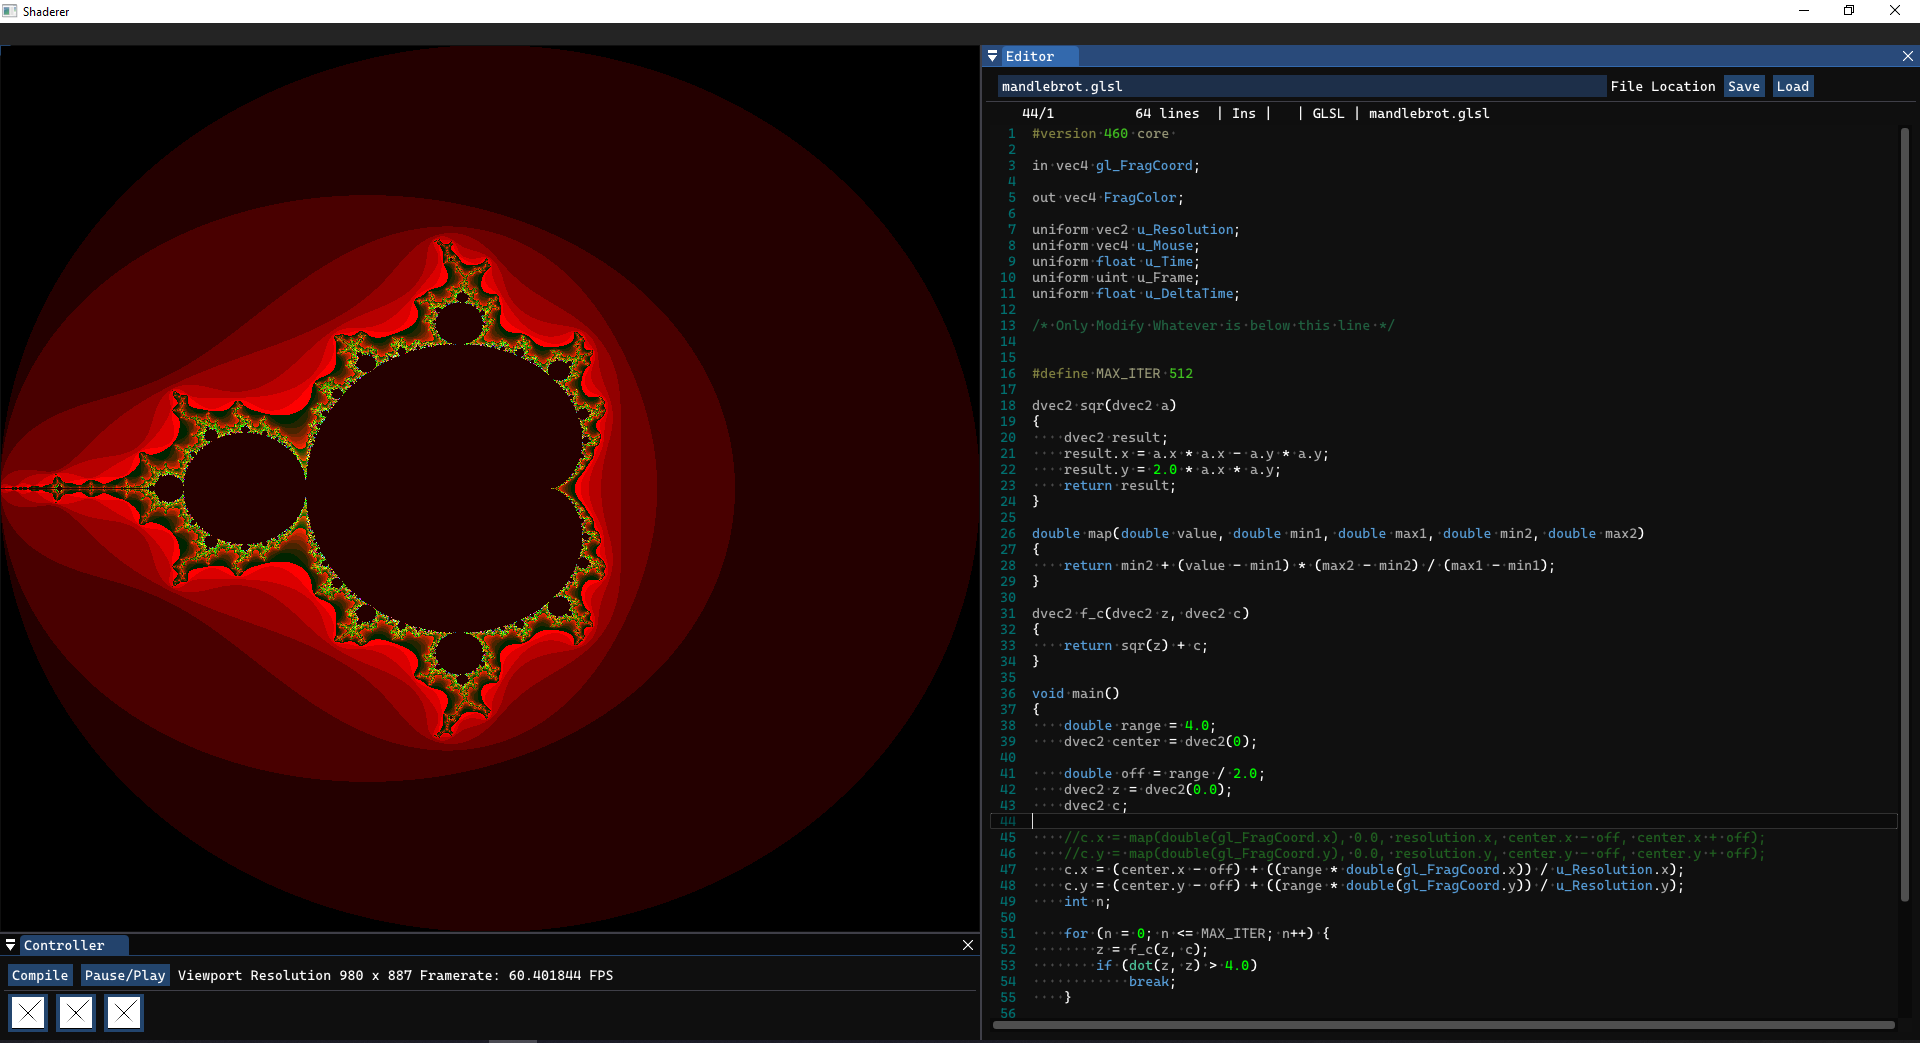 Shaderer
Editor
mandlebrot.glsl File Location Save Load
44/1 64 lines | Ins | | GLSL | mandlebrot.glsl
1 #version 460 core
2
3 in vec4 gl_FragCoord;
4
5 out vec4 FragColor;
6
7 uniform vec2 u_Resolution;
8 uniform vec4 u_Mouse;
9 uniform float u_Time;
10 uniform uint u_Frame;
11 uniform float u_DeltaTime;
12
13 /* Only Modify Whatever is below this line */
14
15
16 #define MAX_ITER 512
17
18 dvec2 sqr(dvec2 a)
19 {
20     dvec2 result;
21     result.x = a.x * a.x - a.y * a.y;
22     result.y = 2.0 * a.x * a.y;
23     return result;
24 }
25
26 double map(double value, double min1, double max1, double min2, double max2)
27 {
28     return min2 + (value - min1) * (max2 - min2) / (max1 - min1);
29 }
30
31 dvec2 f_c(dvec2 z, dvec2 c)
32 {
33     return sqr(z) + c;
34 }
35
36 void main()
37 {
38     double range = 4.0;
39     dvec2 center = dvec2(0);
40
41     double off = range / 2.0;
42     dvec2 z = dvec2(0.0);
43     dvec2 c;
44
45     //c.x = map(double(gl_FragCoord.x), 0.0, resolution.x, center.x - off, center.x + off);
46     //c.y = map(double(gl_FragCoord.y), 0.0, resolution.y, center.y - off, center.y + off);
47     c.x = (center.x - off) + ((range * double(gl_FragCoord.x)) / u_Resolution.x);
48     c.y = (center.y - off) + ((range * double(gl_FragCoord.y)) / u_Resolution.y);
49     int n;
50
51     for (n = 0; n <= MAX_ITER; n++) {
52         z = f_c(z, c);
53         if (dot(z, z) > 4.0)
54             break;
55     }
56
Controller
Compile Pause/Play Viewport Resolution 980 x 887 Framerate: 60.401844 FPS